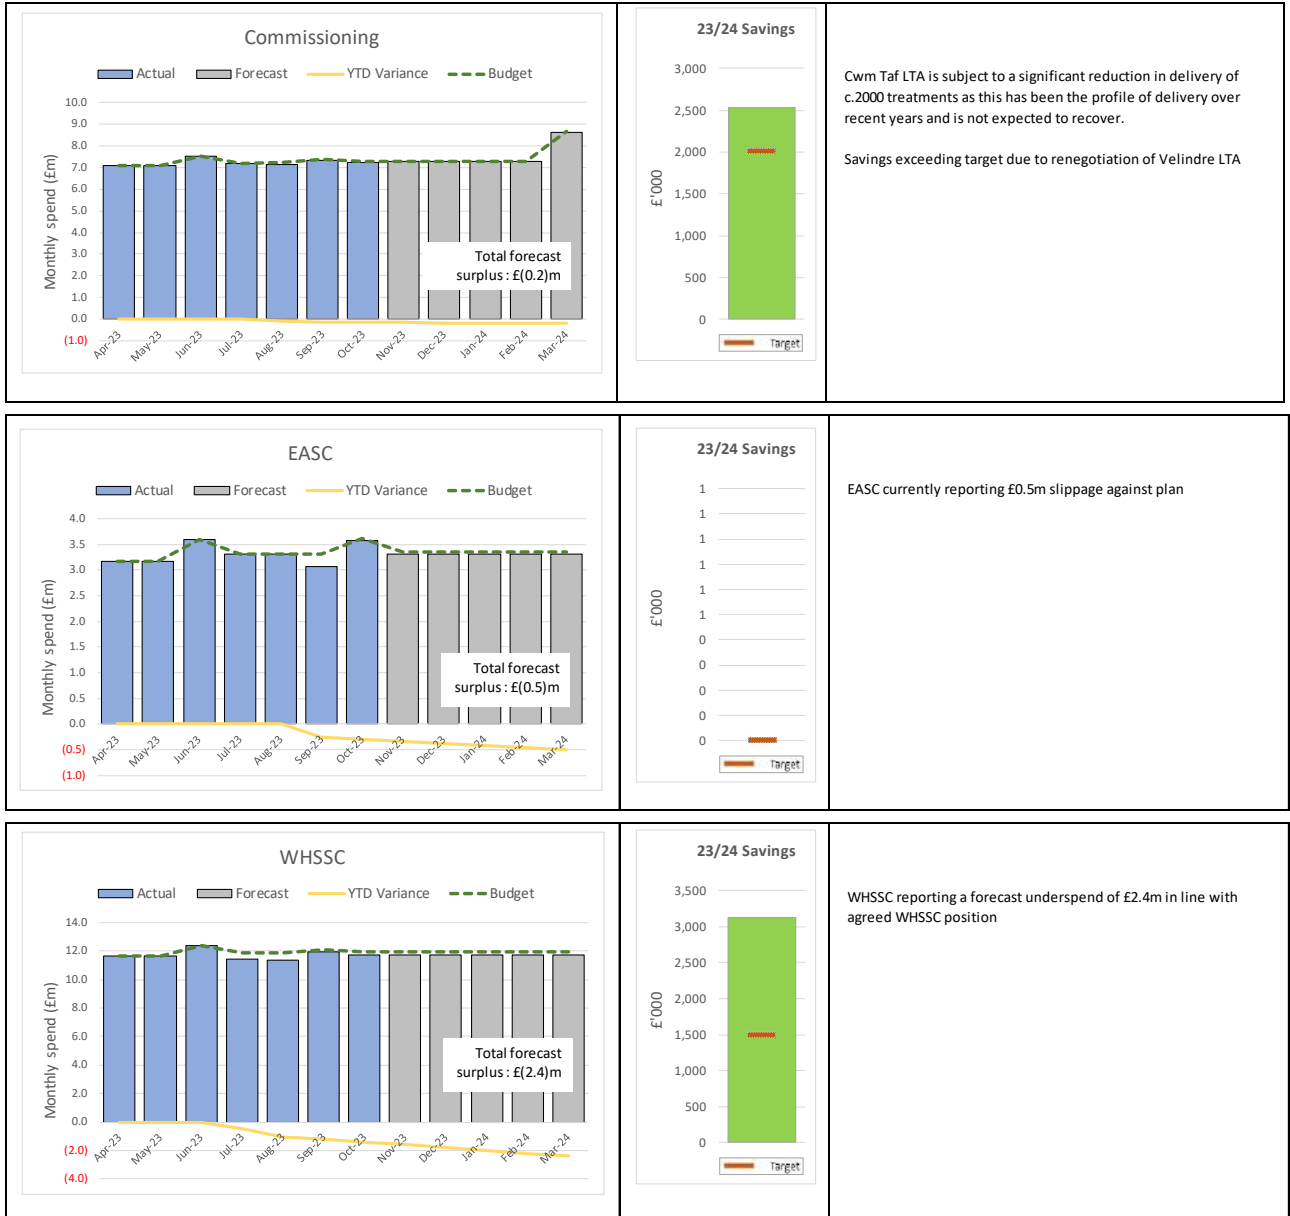 Commissioning
Actual Forecast YTD Variance Budget
Monthly spend (£m)
10.0
9.0
8.0
7.0
6.0
5.0
4.0
3.0
2.0
1.0
0.0
(1.0)
Apr-23 May-23 Jun-23 Jul-23 Aug-23 Sep-23 Oct-23 Nov-23 Dec-23 Jan-24 Feb-24 Mar-24
Total forecast
surplus : £(0.2)m
23/24 Savings
£'000
3,000
2,500
2,000
1,500
1,000
500
0
Target
Cwm Taf LTA is subject to a significant reduction in delivery of
c.2000 treatments as this has been the profile of delivery over
recent years and is not expected to recover.
Savings exceeding target due to renegotiation of Velindre LTA
EASC
Actual Forecast YTD Variance Budget
Monthly spend (£m)
4.0
3.5
3.0
2.5
2.0
1.5
1.0
0.5
0.0
(0.5)
(1.0)
Apr-23 May-23 Jun-23 Jul-23 Aug-23 Sep-23 Oct-23 Nov-23 Dec-23 Jan-24 Feb-24 Mar-24
Total forecast
surplus : £(0.5)m
23/24 Savings
£'000
1
1
1
1
1
1
0
0
0
0
0
Target
EASC currently reporting £0.5m slippage against plan
WHSSC
Actual Forecast YTD Variance Budget
Monthly spend (£m)
14.0
12.0
10.0
8.0
6.0
4.0
2.0
0.0
(2.0)
(4.0)
Apr-23 May-23 Jun-23 Jul-23 Aug-23 Sep-23 Oct-23 Nov-23 Dec-23 Jan-24 Feb-24 Mar-24
Total forecast
surplus : £(2.4)m
23/24 Savings
£'000
3,500
3,000
2,500
2,000
1,500
1,000
500
0
Target
WHSSC reporting a forecast underspend of £2.4m in line with
agreed WHSSC position